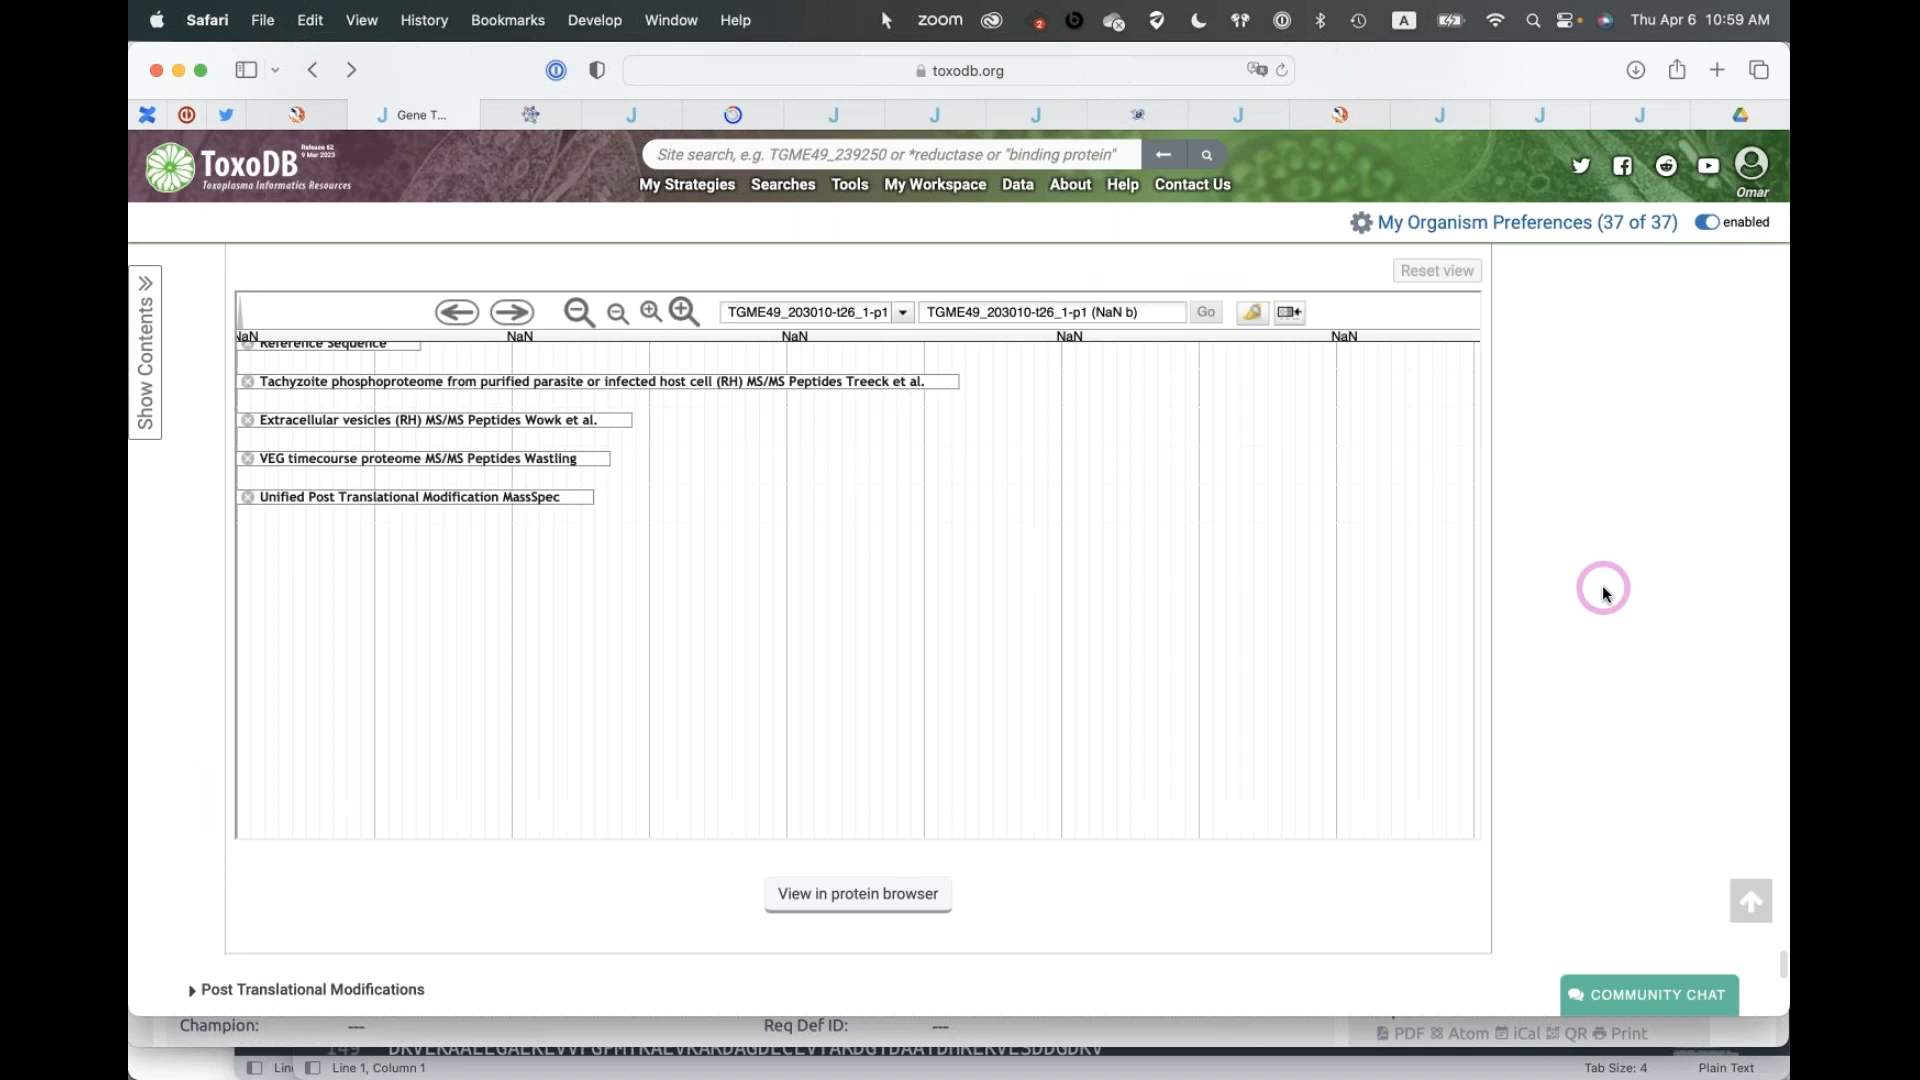 Safari File Edit View History Bookmarks Develop Window Help zoom 2 A Thu Apr 6 10:59 AM
toxodb.org
Gene T...
ToxoDB Release 62 9 Mar 2023
Toxoplasma Informatics Resources
Site search, e.g. TGME49_239250 or *reductase or "binding protein"
My Strategies Searches Tools My Workspace Data About Help Contact Us
Omar
My Organism Preferences (37 of 37) enabled
Show Contents
Reset view
TGME49_203010-t26_1-p1 TGME49_203010-t26_1-p1 (NaN b) Go
NaN NaN NaN NaN NaN
Reference Sequence
Tachyzoite phosphoproteome from purified parasite or infected host cell (RH) MS/MS Peptides Treeck et al.
Extracellular vesicles (RH) MS/MS Peptides Wowk et al.
VEG timecourse proteome MS/MS Peptides Wastling
Unified Post Translational Modification MassSpec
View in protein browser
Post Translational Modifications
COMMUNITY CHAT
Champion: --- Req Def ID: ---
PDF Atom iCal QR Print
Line 1, Column 1 Tab Size: 4 Plain Text